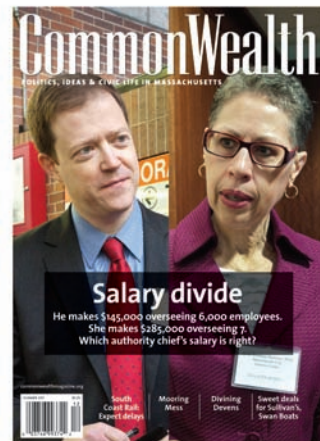 CommonWealth
POLITICS, IDEAS & CIVIC LIFE IN MASSACHUSETTS
Salary divide
He makes $145,000 overseeing 6,000 employees.
She makes $285,000 overseeing 7.
Which authority chief's salary is right?
commonwealthmagazine.org
South
Coast Rail:
Expert delays
Mooring
Mess
Divining
Devens
Sweet deals
for Sullivan's,
Swan Boats